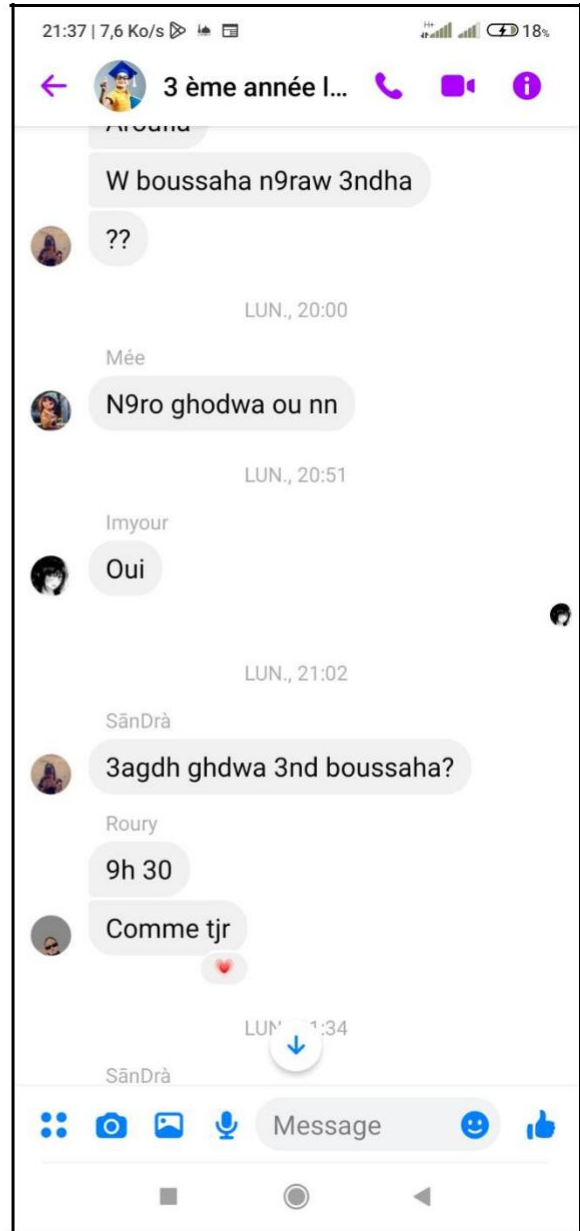 21:37 | 7,6 Ko/s 18%
3 ème année l...
W boussaha n9raw 3ndha
??
LUN., 20:00
Mée
N9ro ghodwa ou nn
LUN., 20:51
Imyour
Oui
LUN., 21:02
SānDrà
3agdh ghdwa 3nd boussaha?
Roury
9h 30
Comme tjr
:34
SānDrà
Message